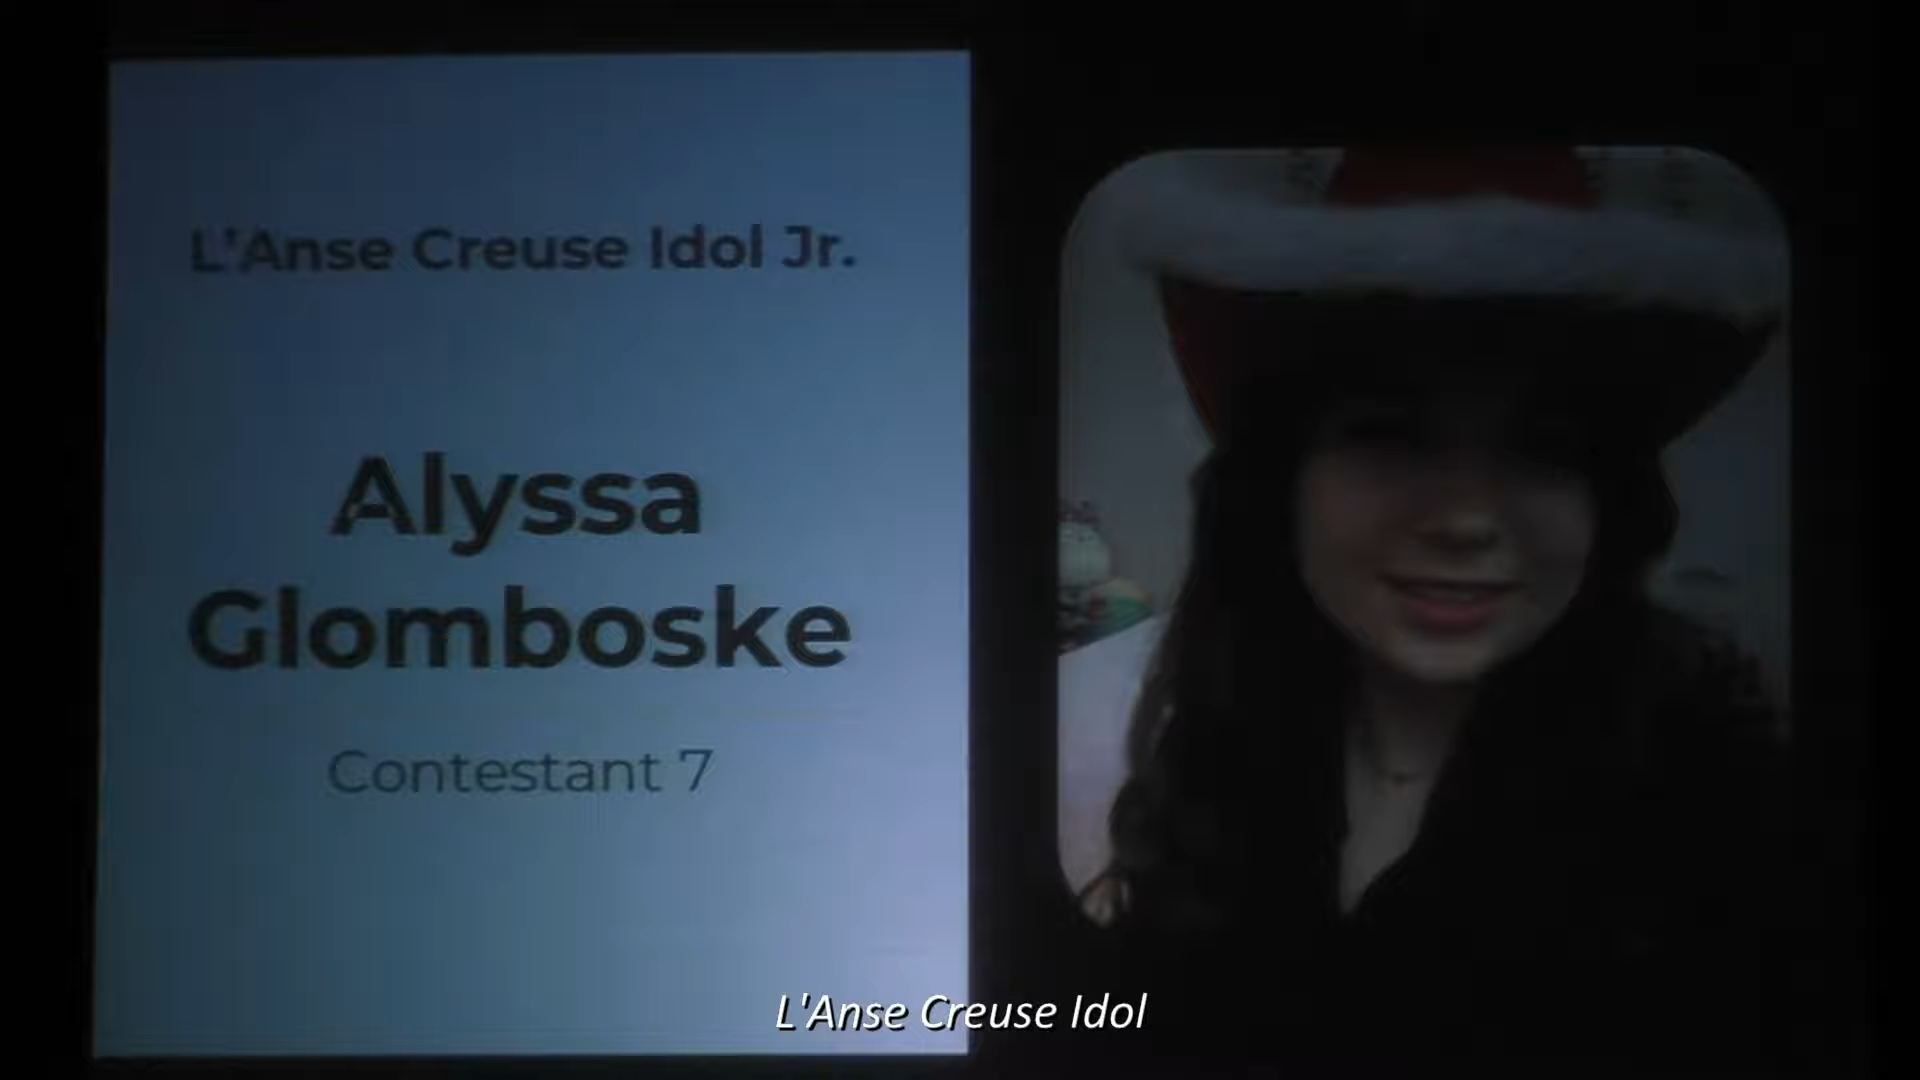 L'Anse Creuse Idol Jr.
Alyssa
Glomboske
Contestant 7
L'Anse Creuse Idol